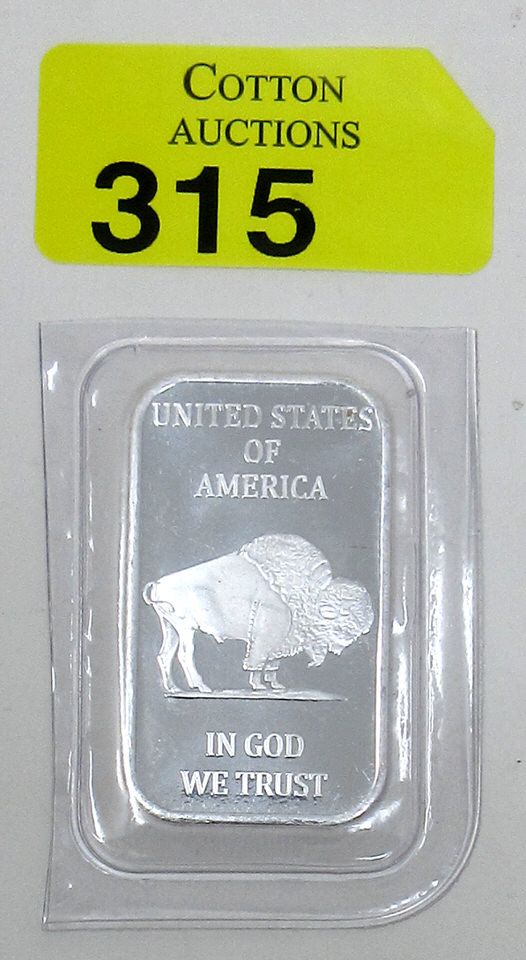 COTTON
AUCTIONS
315
UNITED STATES
OF
AMERICA
IN GOD
WE TRUST